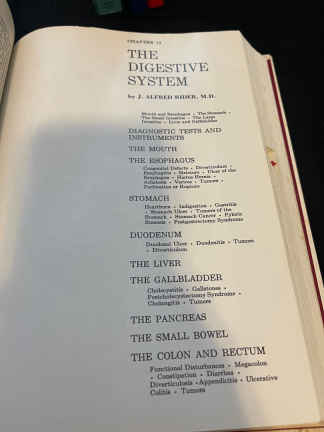 CHAPTER 11
THE
DIGESTIVE
SYSTEM
by J. ALFRED RIDER, M.D.
Mouth and Esophagus • The Stomach •
The Small Intestine • The Large
Intestine • Liver and Gallbladder
DIAGNOSTIC TESTS AND
INSTRUMENTS
THE MOUTH
THE ESOPHAGUS
Congenital Defects • Diverticulum •
Esophagitis • Stricture • Ulcer of the
Esophagus • Hiatus Hernia •
Achalasia • Varices • Tumors •
Perforation or Rupture
STOMACH
Heartburn • Indigestion • Gastritis
• Stomach Ulcer • Tumors of the
Stomach • Stomach Cancer • Pyloric
Stenosis • Postgastrectomy Syndrome
DUODENUM
Duodenal Ulcer • Duodenitis • Tumors
• Diverticulum
THE LIVER
THE GALLBLADDER
Cholecystitis • Gallstones •
Postcholecystectomy Syndrome •
Cholangitis • Tumors
THE PANCREAS
THE SMALL BOWEL
THE COLON AND RECTUM
Functional Disturbances • Megacolon
• Constipation • Diarrhea •
Diverticulosis • Appendicitis • Ulcerative
Colitis • Tumors